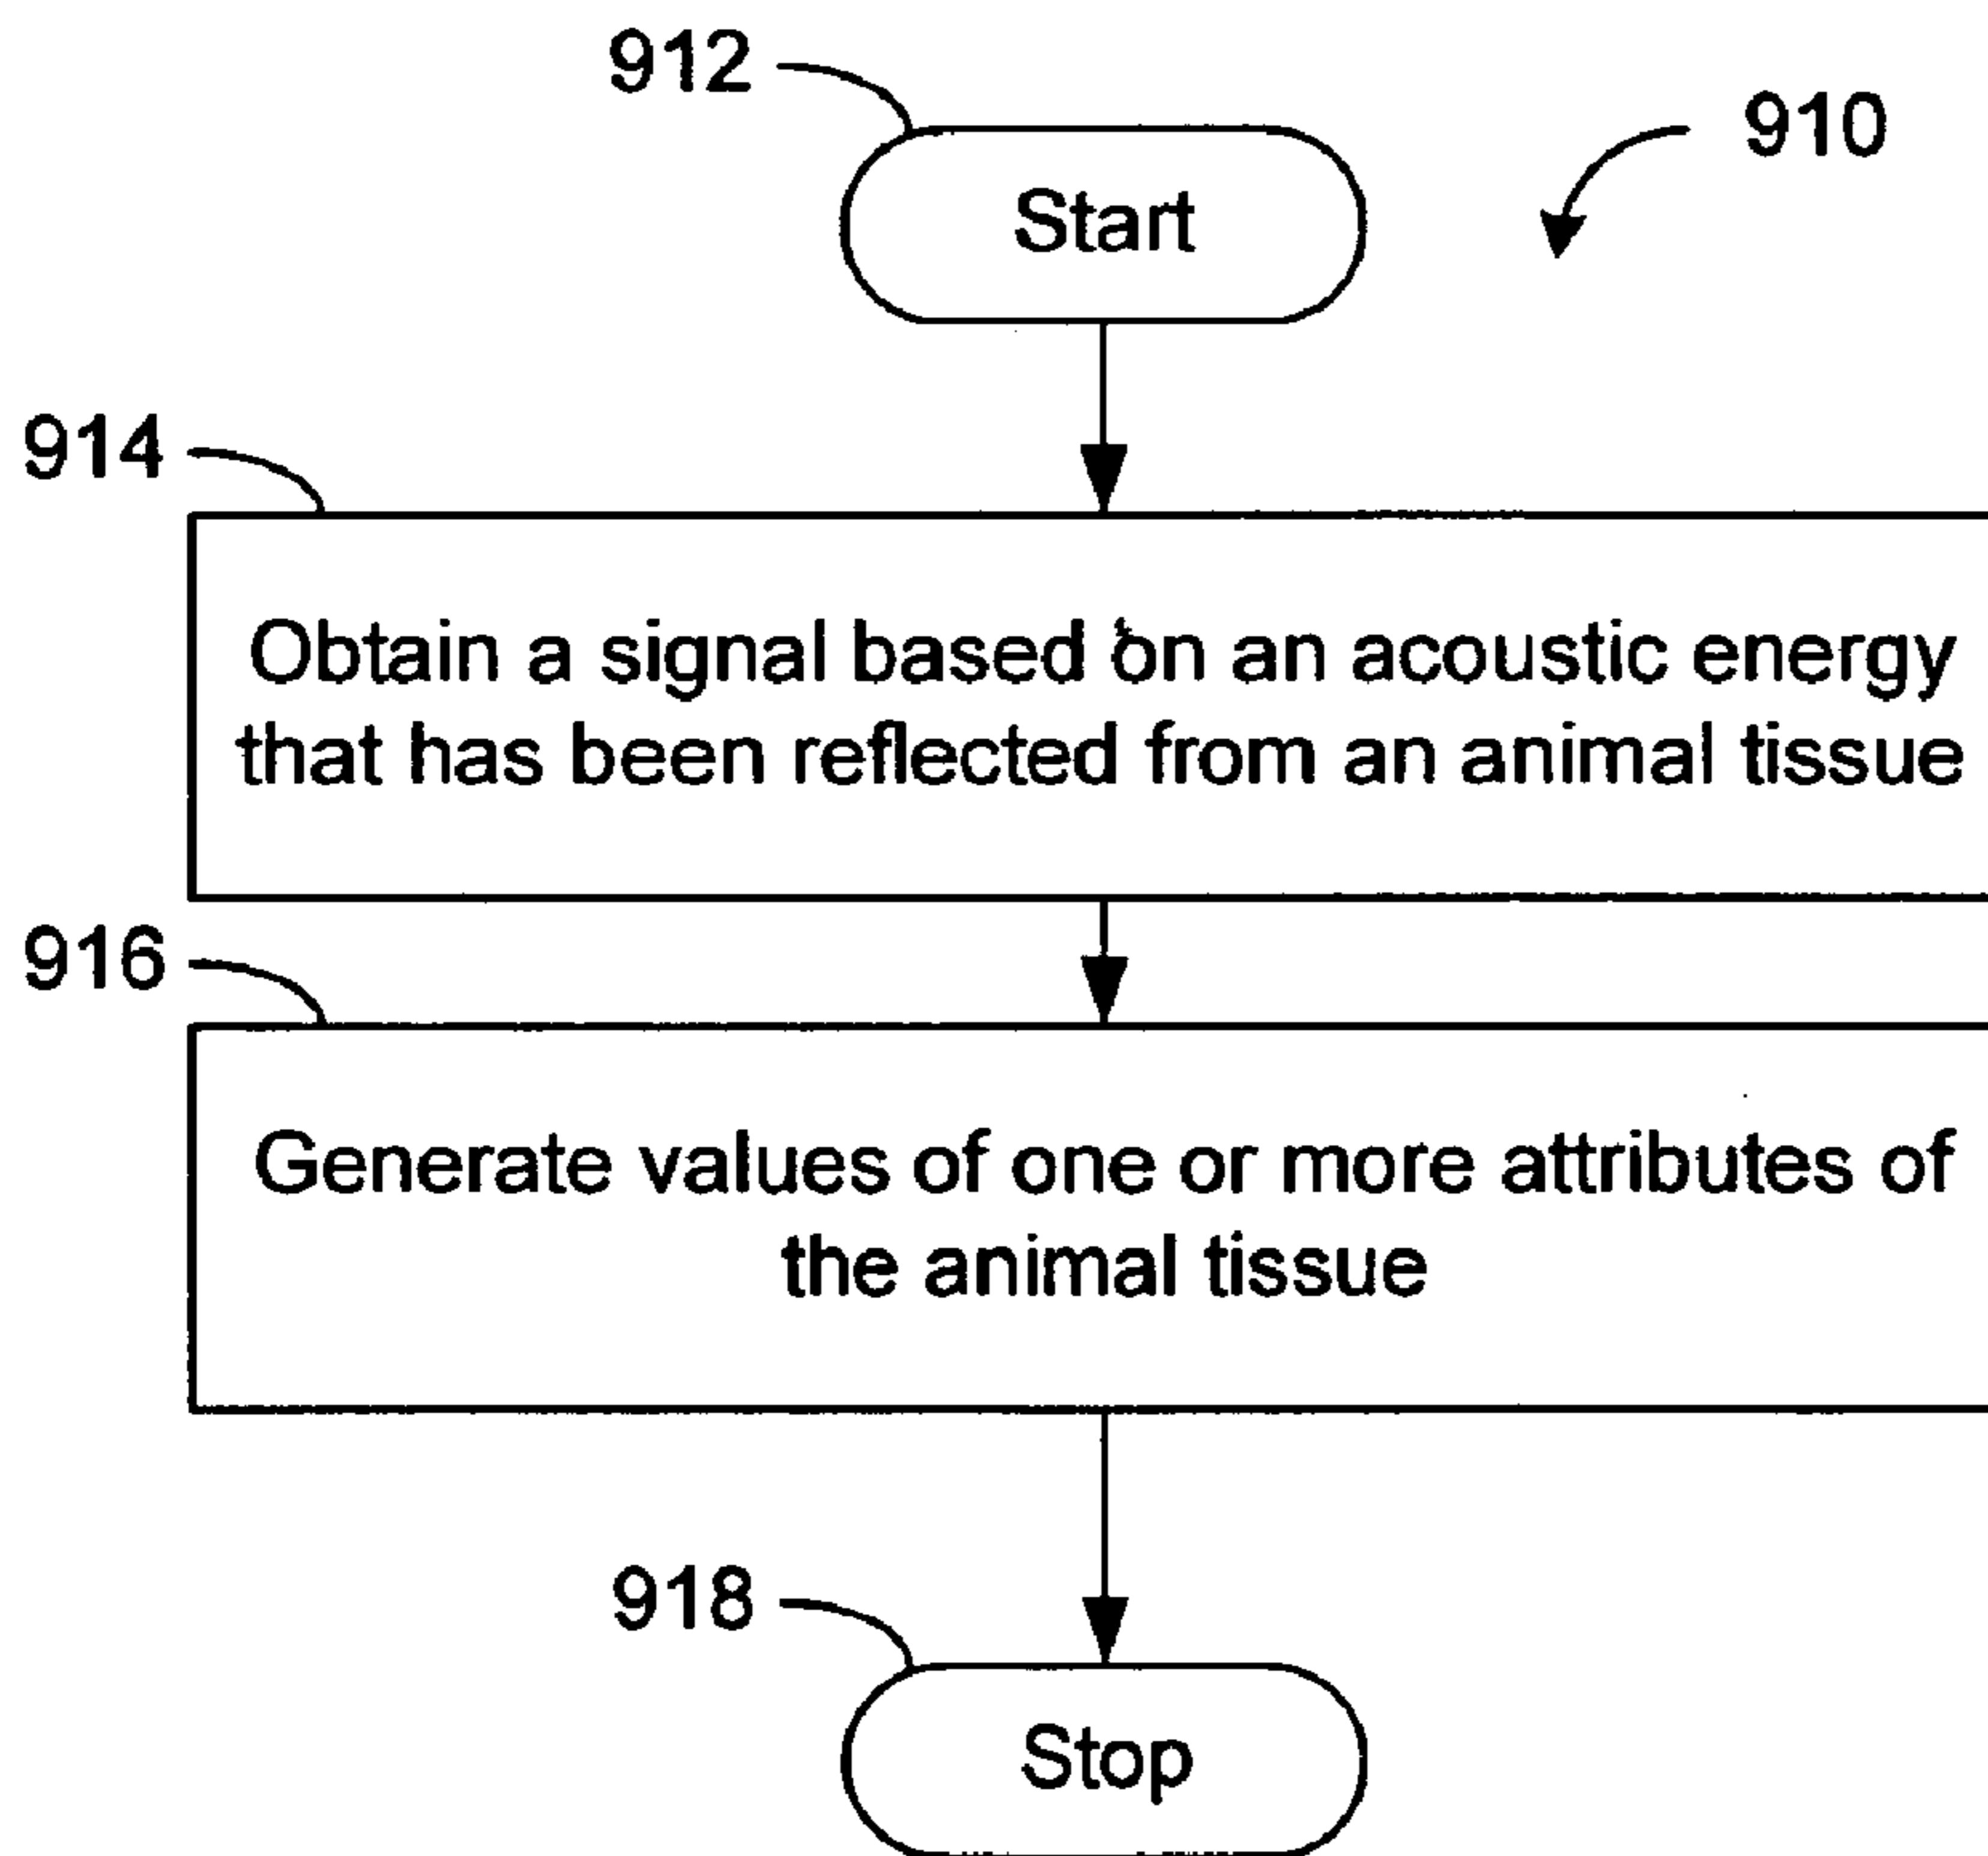 912
910
Start
914
Obtain a signal based on an acoustic energy
that has been reflected from an animal tissue
916
Generate values of one or more attributes of
the animal tissue
918
Stop